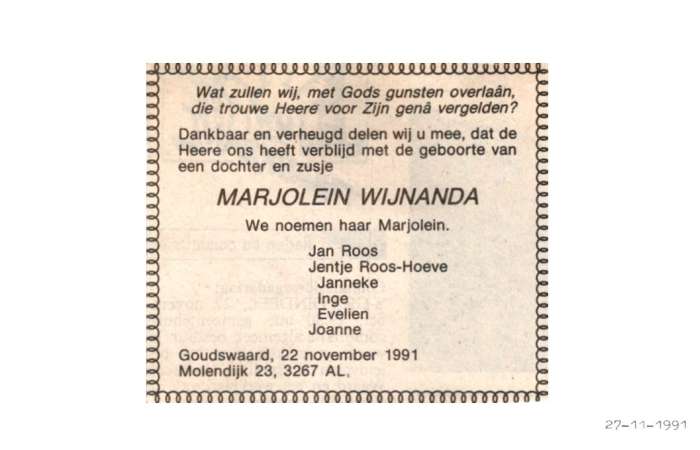 Wat zullen wij, met Gods gunsten overlaân,
die trouwe Heere voor Zijn genâ vergelden?
Dankbaar en verheugd delen wij u mee, dat de
Heere ons heeft verblijd met de geboorte van
een dochter en zusje
MARJOLEIN WIJNANDA
We noemen haar Marjolein.
Jan Roos
Jentje Roos-Hoeve
Janneke
Inge
Evelien
Joanne
Goudswaard, 22 november 1991
Molendijk 23, 3267 AL.
27-11-1991